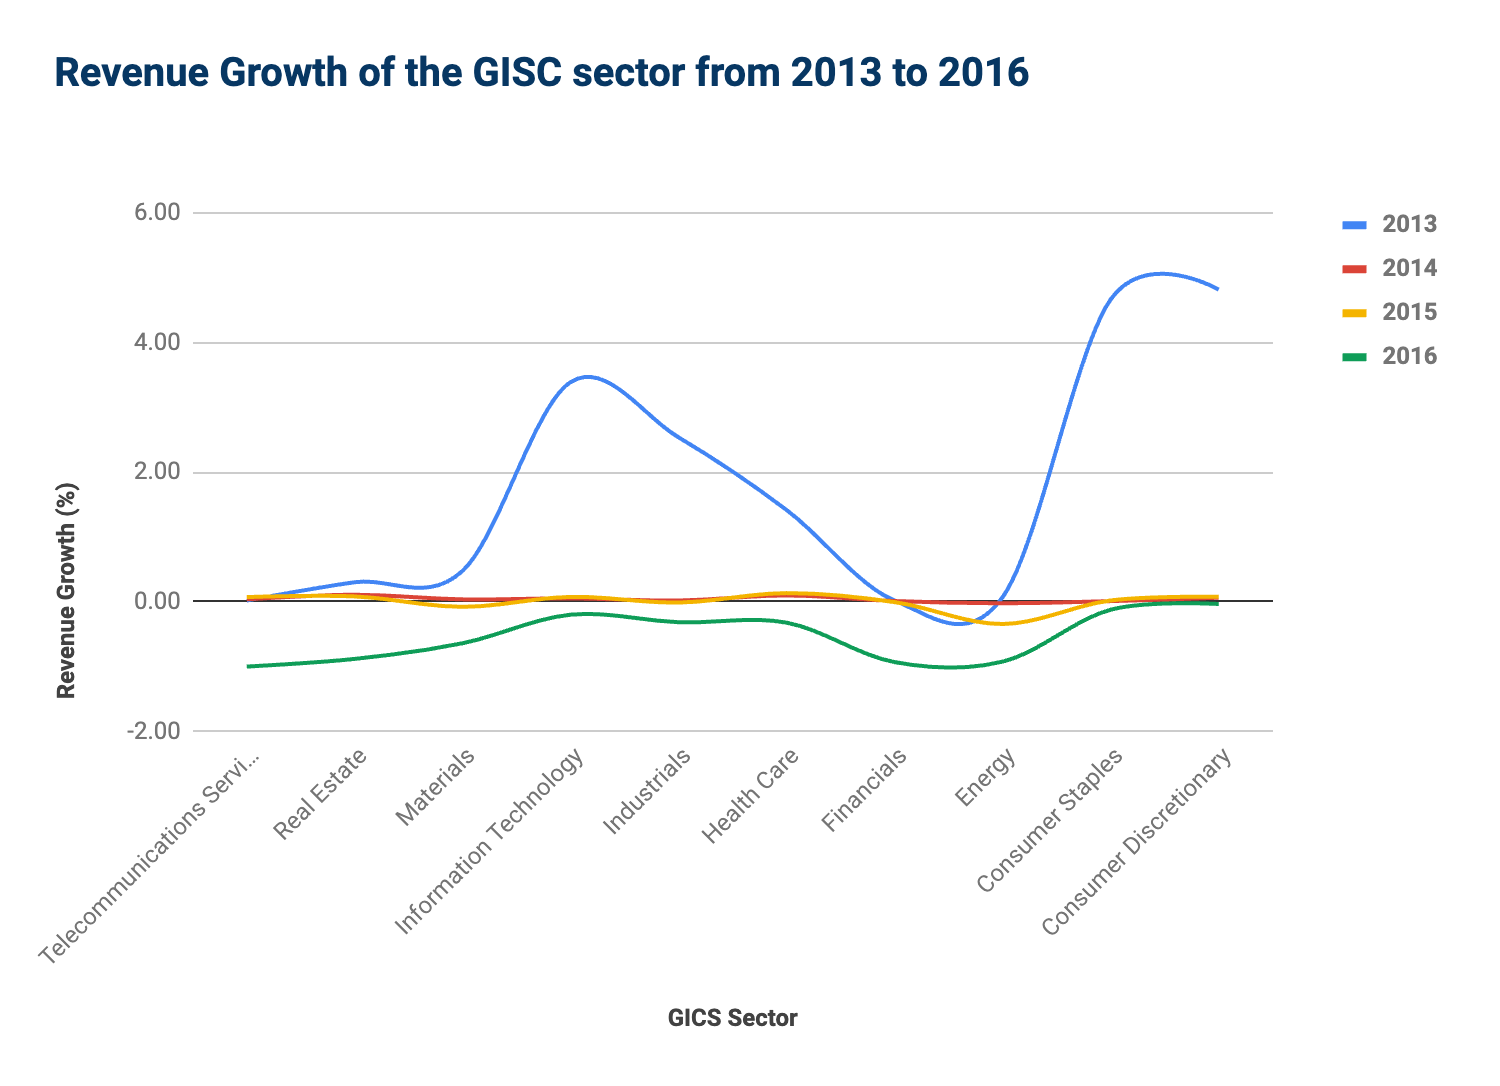 Revenue Growth of the GISC sector from 2013 to 2016
6.00
4.00
2.00
0.00
-2.00
Revenue Growth (%)
2013
2014
2015
2016
Telecommunications Servi...
Real Estate
Materials
Information Technology
Industrials
Health Care
Financials
Energy
Consumer Staples
Consumer Discretionary
GICS Sector